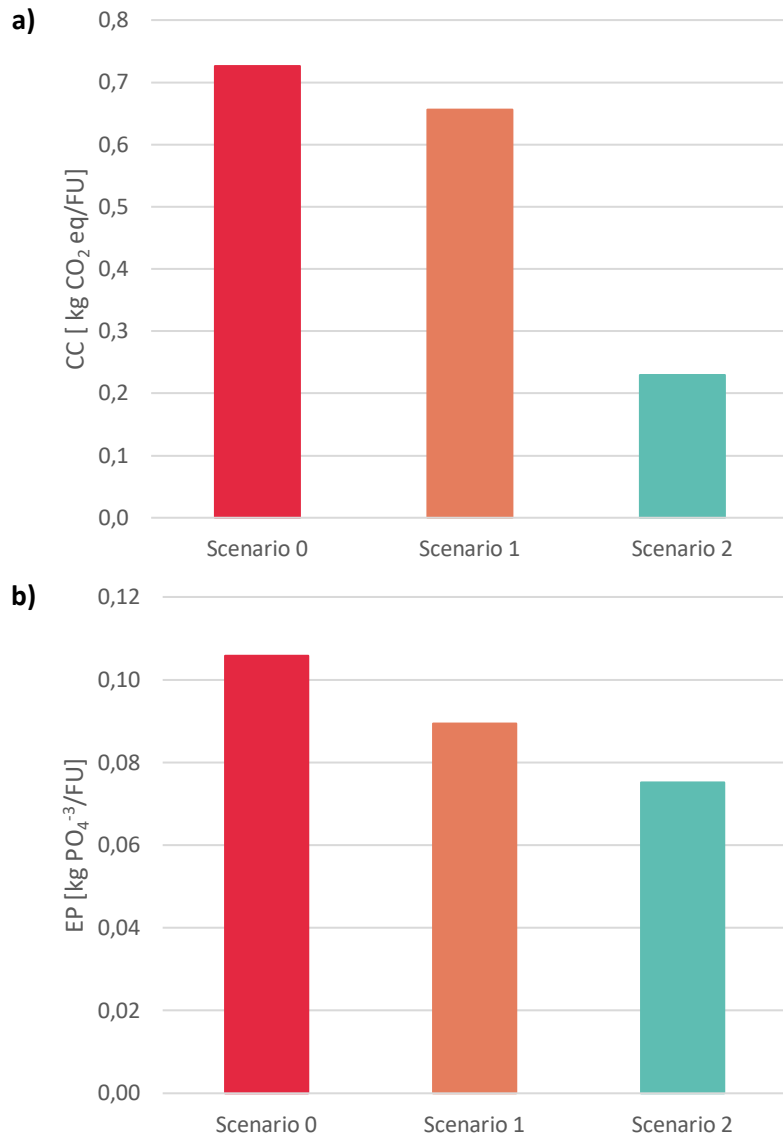 a)
CC [ kg CO₂ eq/FU]
0,8
0,7
0,6
0,5
0,4
0,3
0,2
0,1
0,0
Scenario 0 Scenario 1 Scenario 2
b)
EP [kg PO₄⁻³/FU]
0,12
0,10
0,08
0,06
0,04
0,02
0,00
Scenario 0 Scenario 1 Scenario 2